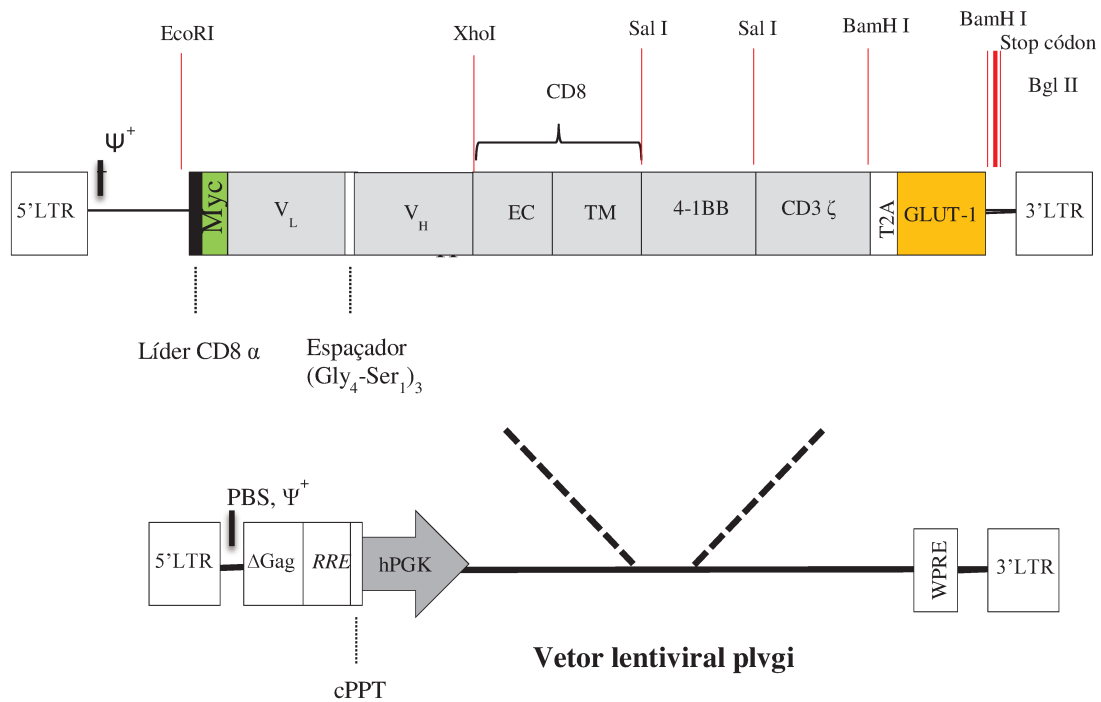 EcoRI
XhoI
Sal I
Sal I
BamH I
BamH I
Stop códon
Bgl II
CD8
Ψ+
5'LTR
Myc
VL
VH
EC
TM
4-1BB
CD3 ζ
T2A
GLUT-1
3'LTR
Líder CD8 α
Espaçador
(Gly4-Ser1)3
PBS, Ψ+
5'LTR
ΔGag
RRE
hPGK
WPRE
3'LTR
cPPT
Vetor lentiviral plvgi